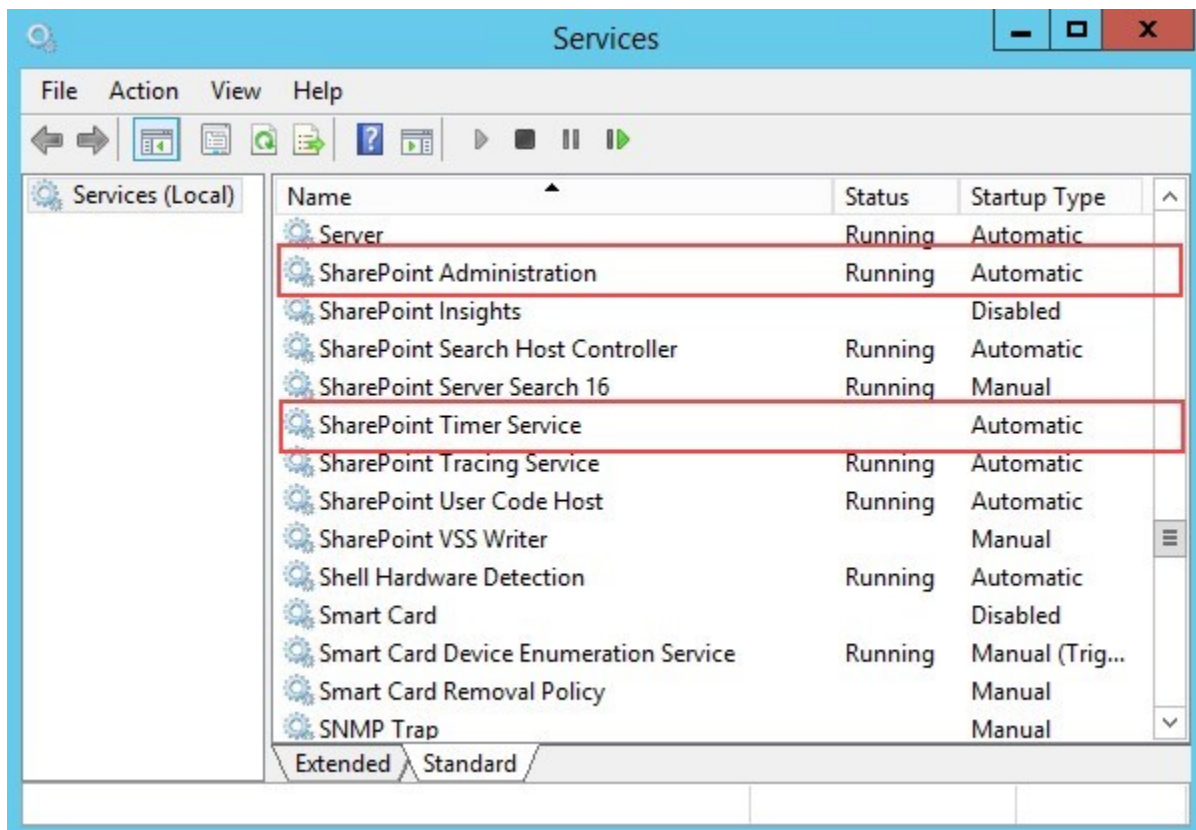 Services
File Action View Help
Services (Local)
Name Status Startup Type
Server Running Automatic
SharePoint Administration Running Automatic
SharePoint Insights Disabled
SharePoint Search Host Controller Running Automatic
SharePoint Server Search 16 Running Manual
SharePoint Timer Service Automatic
SharePoint Tracing Service Running Automatic
SharePoint User Code Host Running Automatic
SharePoint VSS Writer Manual
Shell Hardware Detection Running Automatic
Smart Card Disabled
Smart Card Device Enumeration Service Running Manual (Trig...
Smart Card Removal Policy Manual
SNMP Trap Manual
Extended Standard